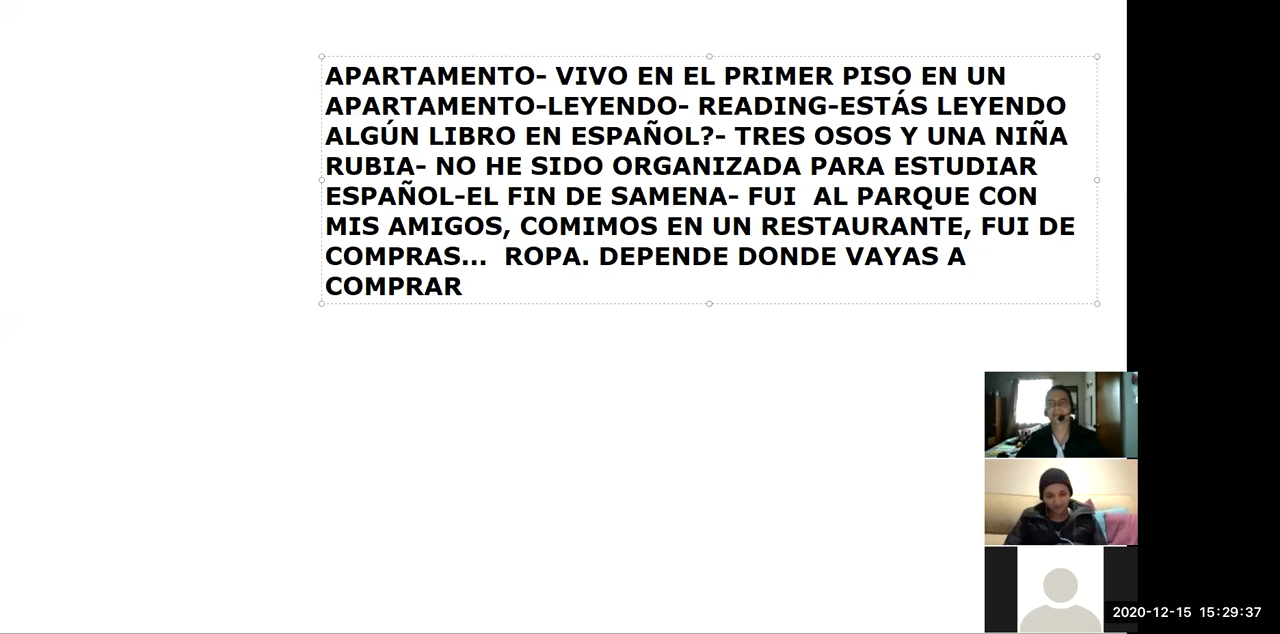 APARTAMENTO- VIVO EN EL PRIMER PISO EN UN
APARTAMENTO-LEYENDO- READING-ESTÁS LEYENDO
ALGÚN LIBRO EN ESPAÑOL?- TRES OSOS Y UNA NIÑA
RUBIA- NO HE SIDO ORGANIZADA PARA ESTUDIAR
ESPAÑOL-EL FIN DE SAMENA- FUI  AL PARQUE CON
MIS AMIGOS, COMIMOS EN UN RESTAURANTE, FUI DE
COMPRAS...  ROPA. DEPENDE DONDE VAYAS A
COMPRAR
2020-12-15 15:29:37